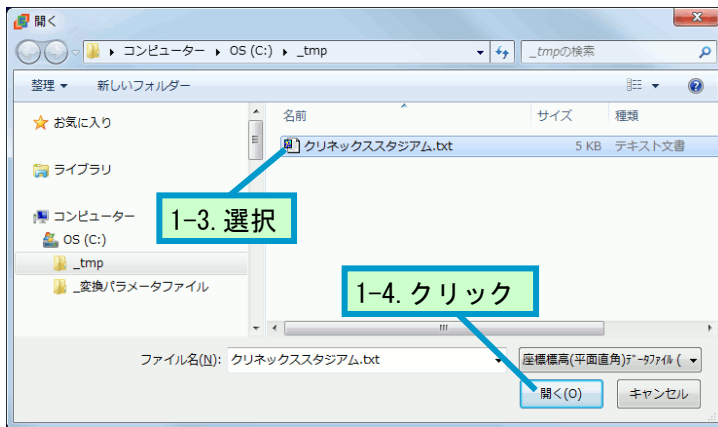 開く
コンピューター ▸ OS (C:) ▸ _tmp
_tmpの検索
整理 新しいフォルダー
名前 サイズ 種類
お気に入り
クリネックススタジアム.txt 5 KB テキスト文書
ライブラリ
1-3. 選択
コンピューター
OS (C:)
_tmp
_変換パラメータファイル
1-4. クリック
ファイル名(N): クリネックススタジアム.txt 座標標高(平面直角)ﾃﾞｰﾀﾌｧｲﾙ (
開く(O) キャンセル